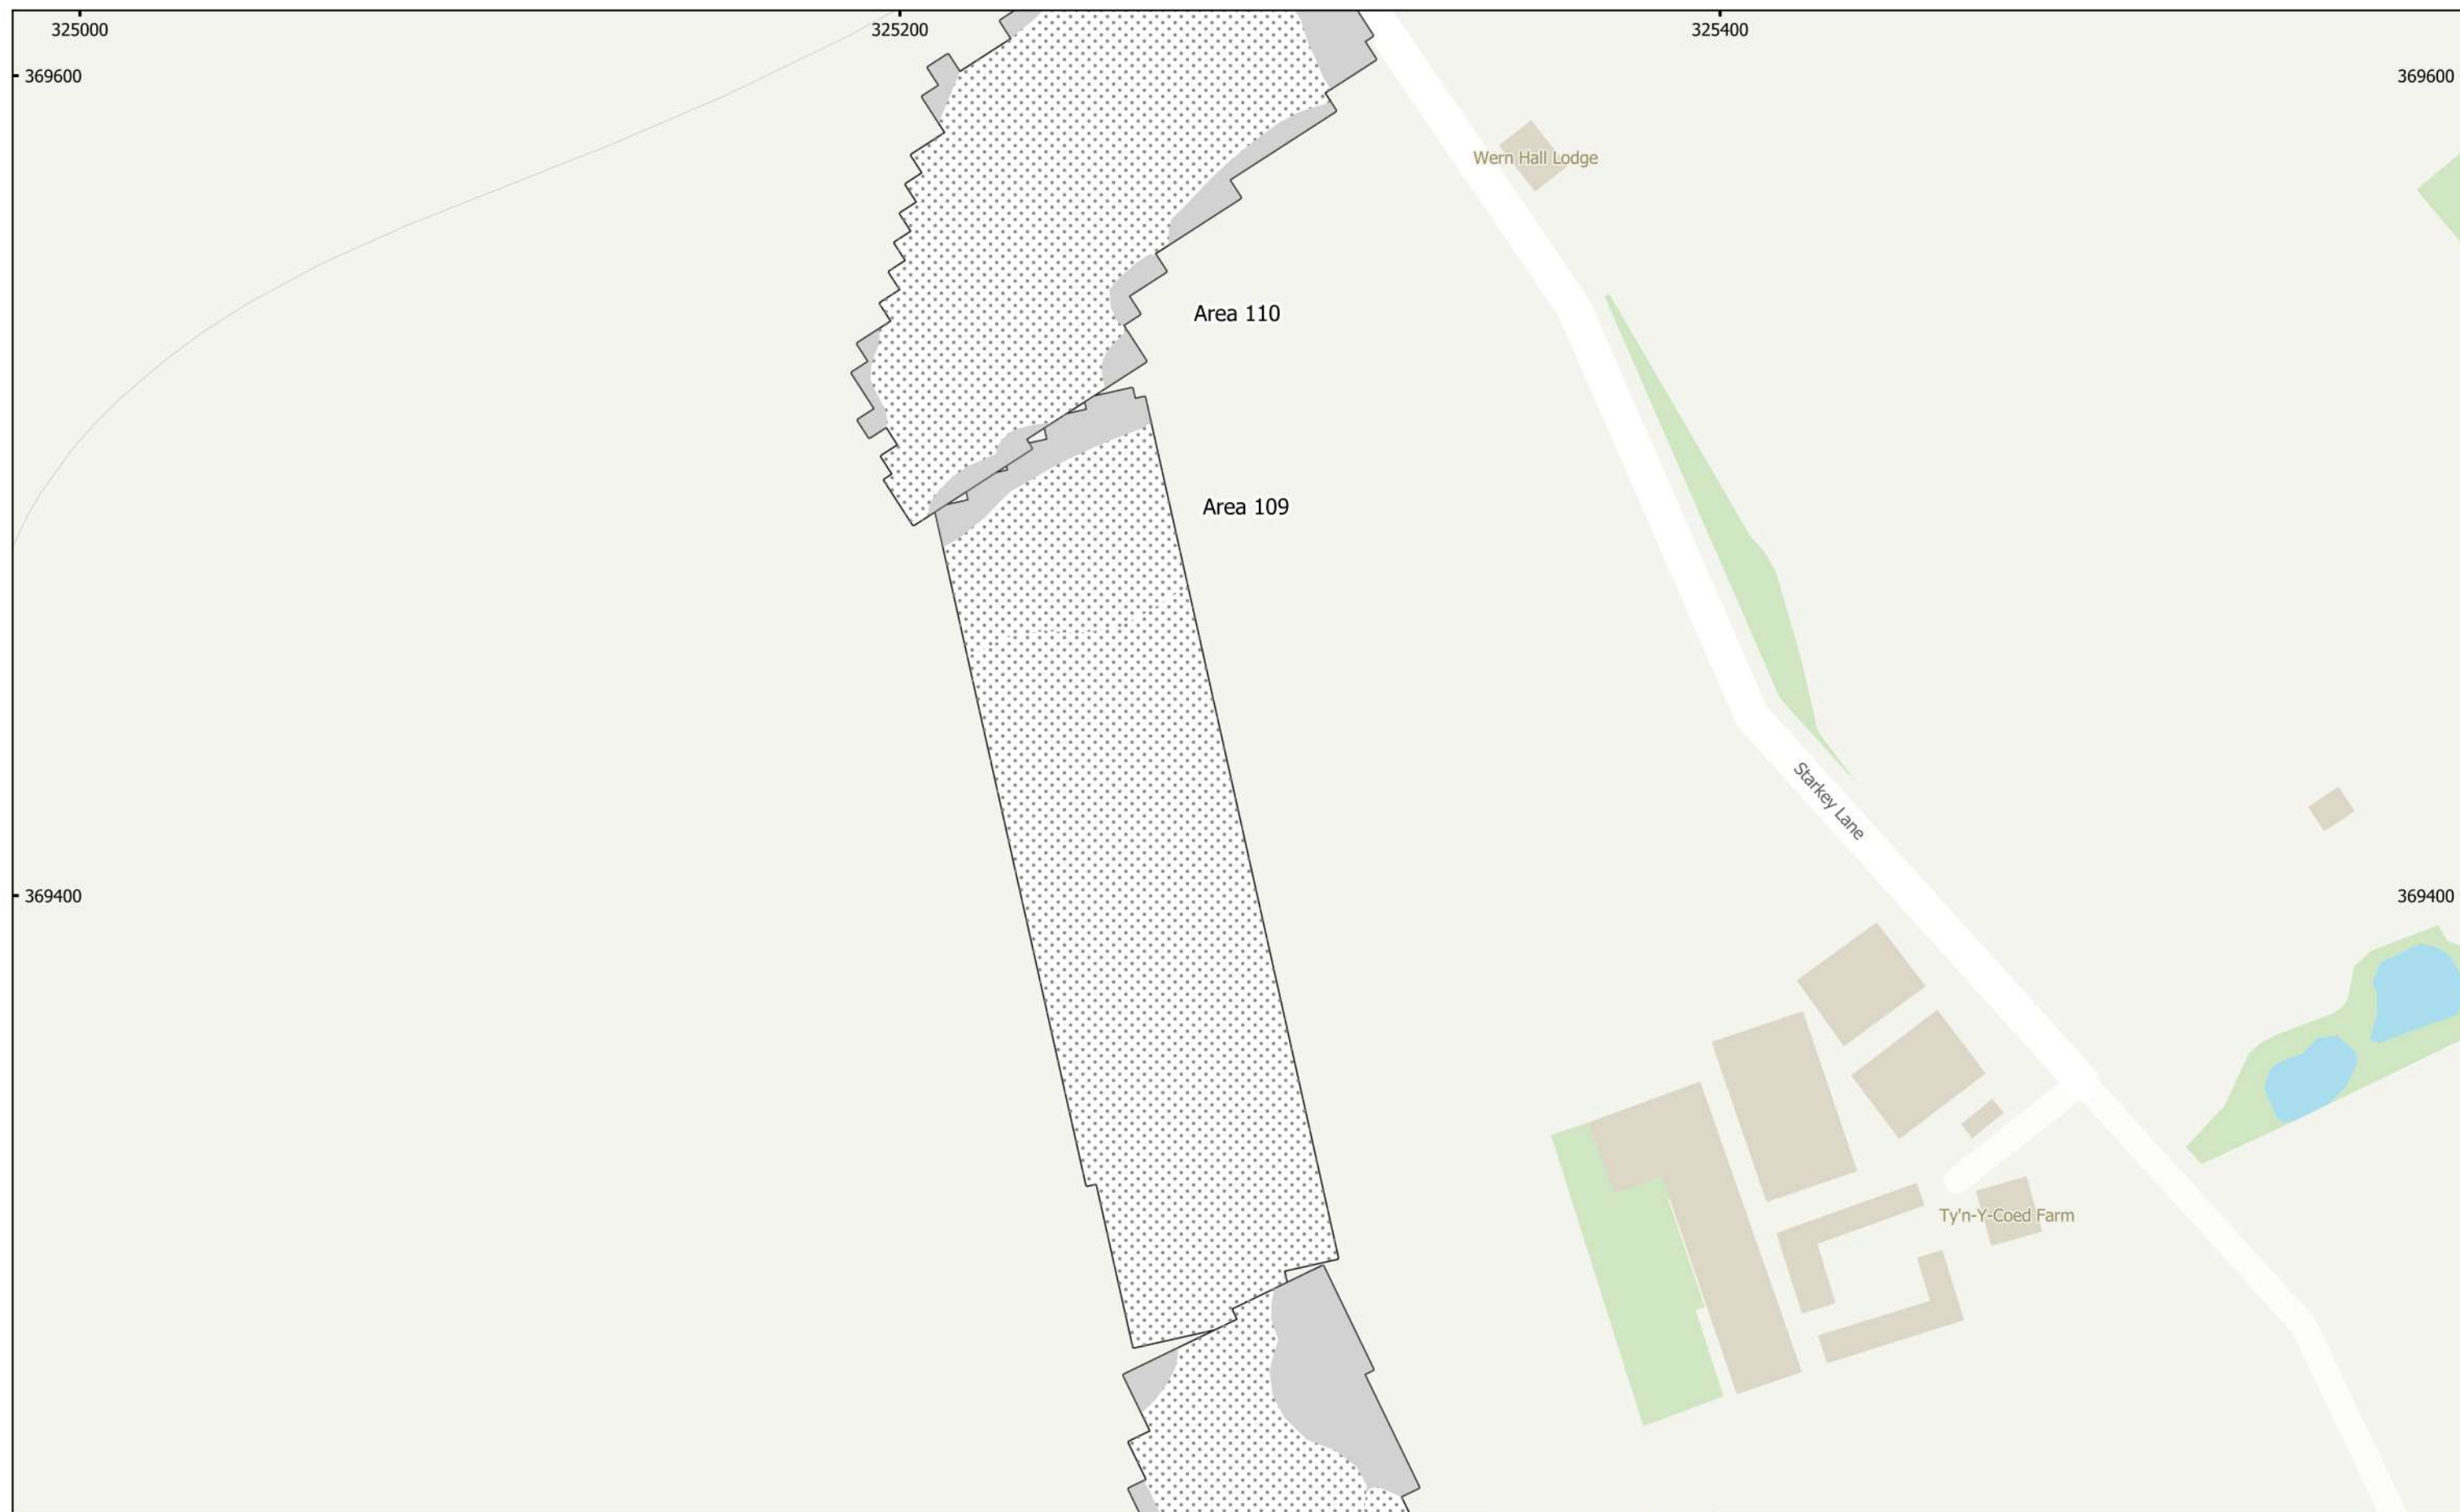 325000
325200
325400
369600
369600
Wern Hall Lodge
Area 110
Area 109
Starkey Lane
369400
369400
Ty'n-Y-Coed Farm